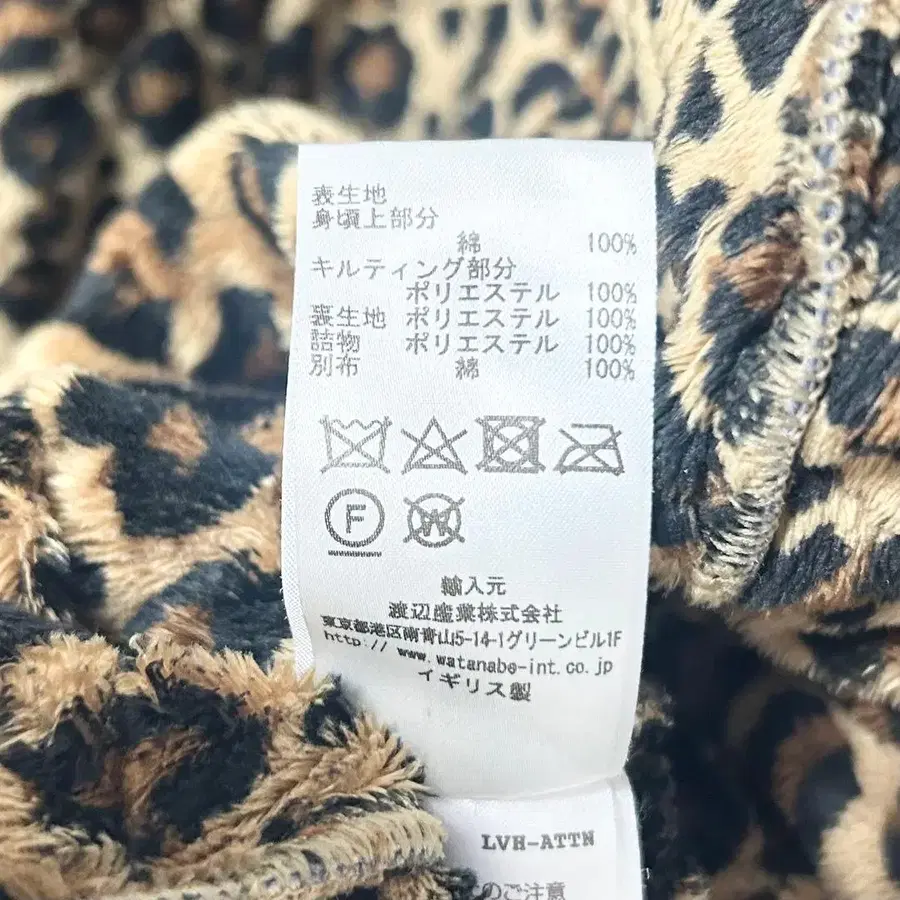 表生地
身頃上部分
綿 100%
キルティング部分
ポリエステル 100%
裏生地 ポリエステル 100%
詰物 ポリエステル 100%
別布 綿 100%
F
W
輸入元
渡辺産業株式会社
東京都港区南青山5-14-1グリーンビル1F
http://www.watanabe-int.co.jp
イギリス製
LVH-ATTN
のご注意